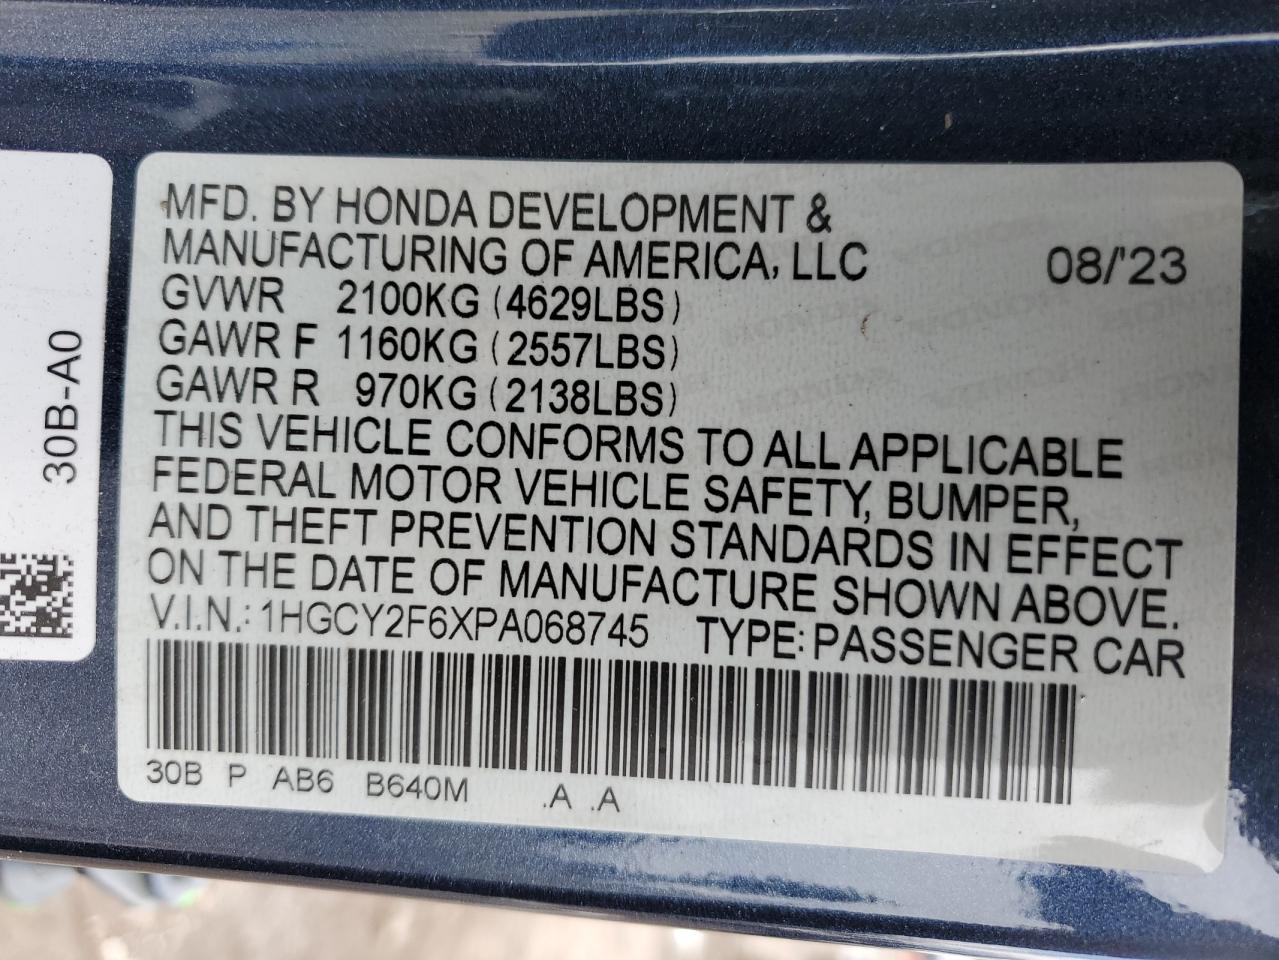 MFD. BY HONDA DEVELOPMENT &
MANUFACTURING OF AMERICA, LLC 08/'23
GVWR 2100KG (4629LBS)
GAWR F 1160KG (2557LBS)
GAWR R 970KG (2138LBS)
THIS VEHICLE CONFORMS TO ALL APPLICABLE
FEDERAL MOTOR VEHICLE SAFETY, BUMPER,
AND THEFT PREVENTION STANDARDS IN EFFECT
ON THE DATE OF MANUFACTURE SHOWN ABOVE.
V.I.N.: 1HGCY2F6XPA068745 TYPE: PASSENGER CAR
30B P AB6 B640M .A .A
30B-A0